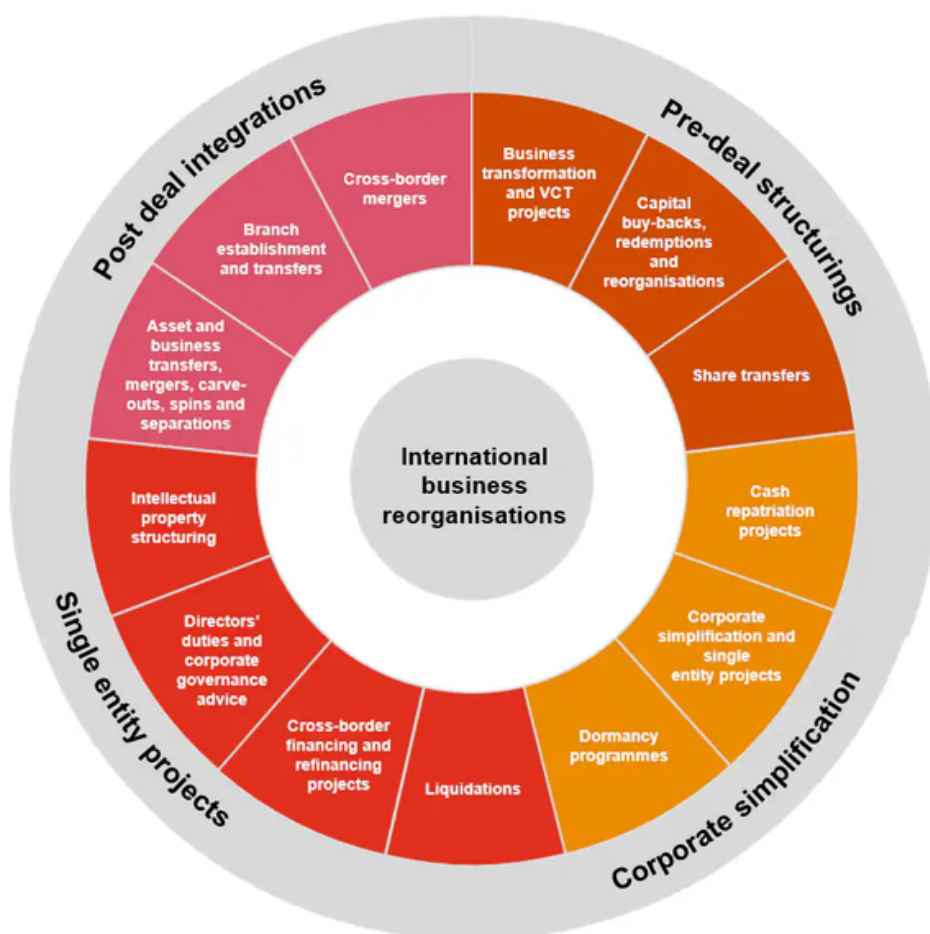 Post deal integrations
Pre-deal structurings
Cross-border
mergers
Business
transformation
and VCT
projects
Capital
buy-backs,
redemptions
and
reorganisations
Branch
establishment
and transfers
Share transfers
Asset and
business
transfers,
mergers, carve-
outs, spins and
separations
International
business
reorganisations
Cash
repatriation
projects
Intellectual
property
structuring
Corporate
simplification and
single
entity projects
Directors'
duties and
corporate
governance
advice
Dormancy
programmes
Cross-border
financing and
refinancing
projects
Liquidations
Single entity projects
Corporate simplification